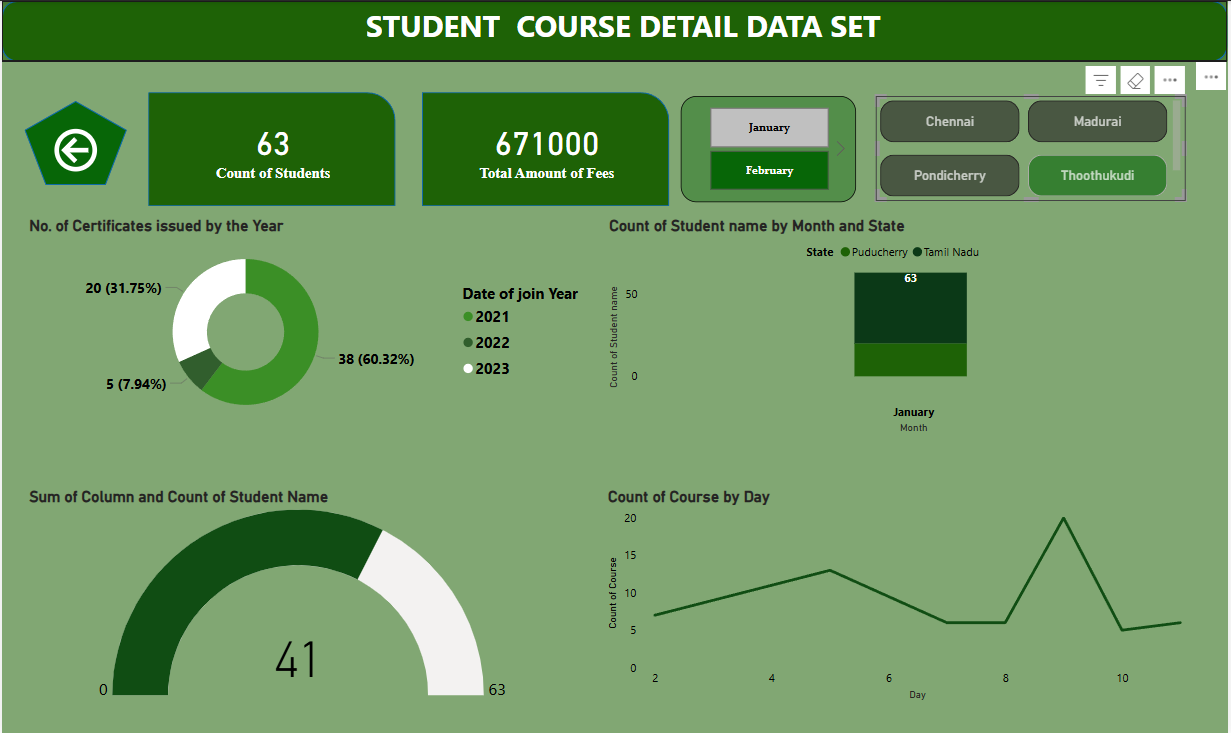 STUDENT  COURSE DETAIL DATA SET
63
Count of Students
671000
Total Amount of Fees
January
February
Chennai
Madurai
Pondicherry
Thoothukudi
No. of Certificates issued by the Year
20 (31.75%)
5 (7.94%)
38 (60.32%)
Date of join Year
2021
2022
2023
Count of Student name by Month and State
State Puducherry Tamil Nadu
Count of Student name
50
0
63
January
Month
Sum of Column and Count of Student Name
0
41
63
Count of Course by Day
Count of Course
20
15
10
5
0
2 4 6 8 10
Day